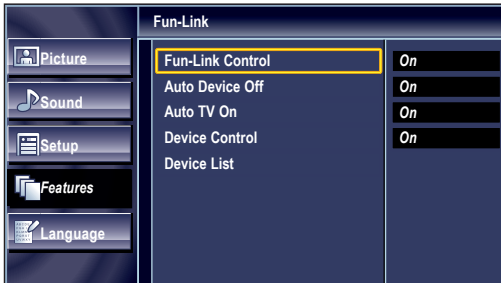 Fun-Link
Picture
Sound
Setup
Features
Language
Fun-Link Control On
Auto Device Off On
Auto TV On On
Device Control On
Device List